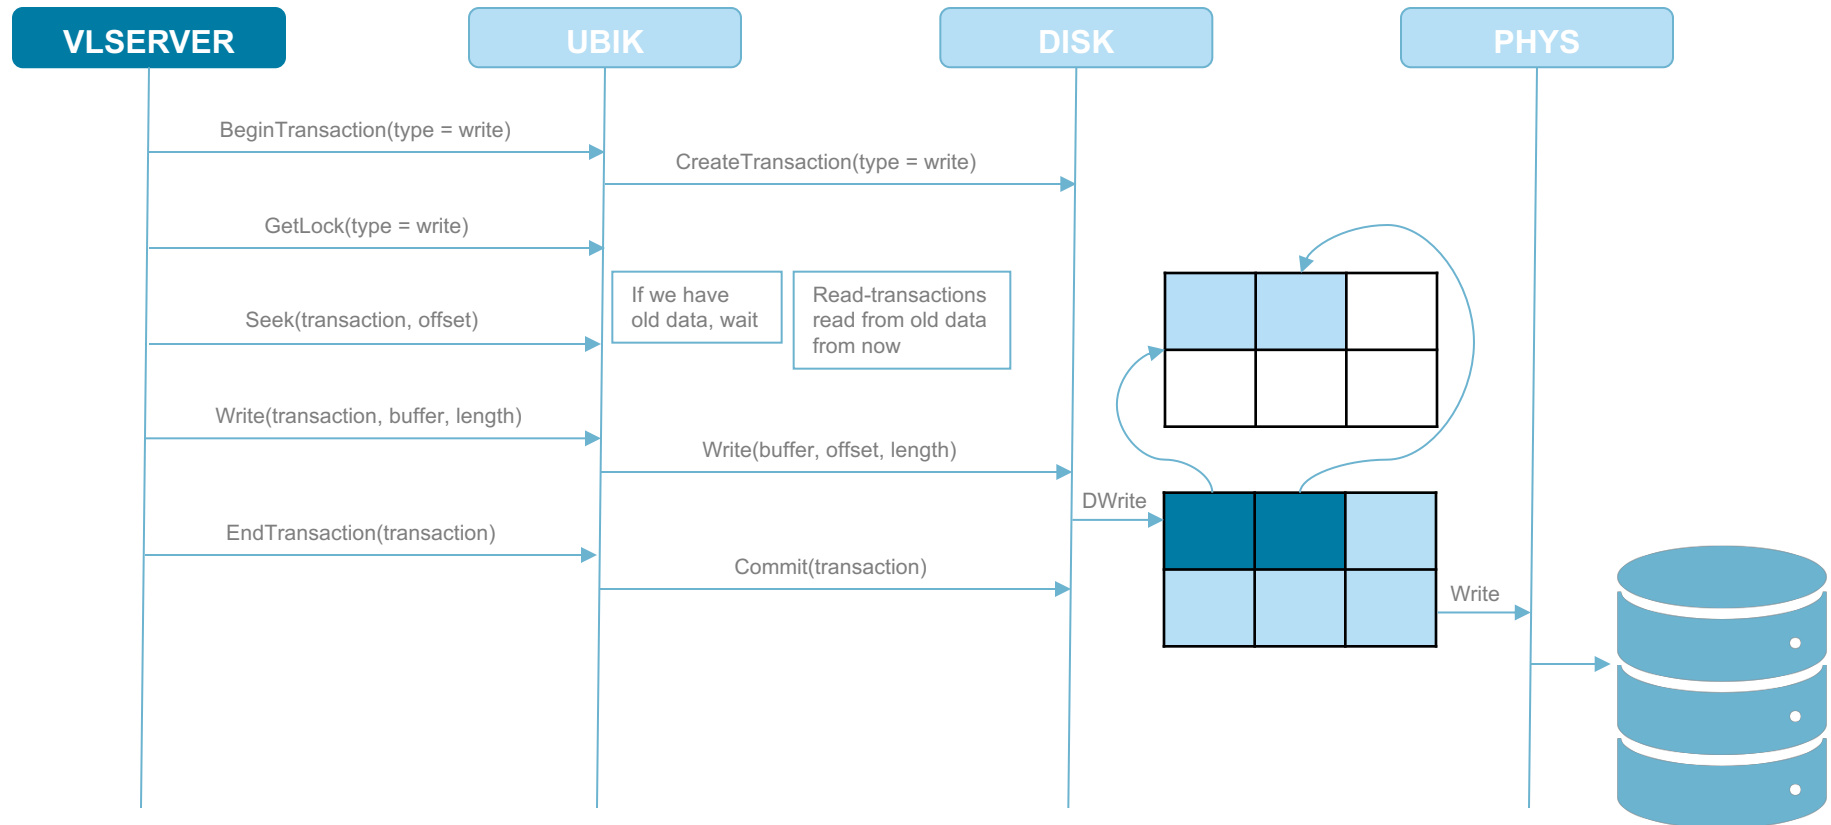 VLSERVER
UBIK
DISK
PHYS
BeginTransaction(type = write)
CreateTransaction(type = write)
GetLock(type = write)
If we have
old data, wait
Read-transactions
read from old data
from now
Seek(transaction, offset)
Write(transaction, buffer, length)
Write(buffer, offset, length)
DWrite
EndTransaction(transaction)
Commit(transaction)
Write